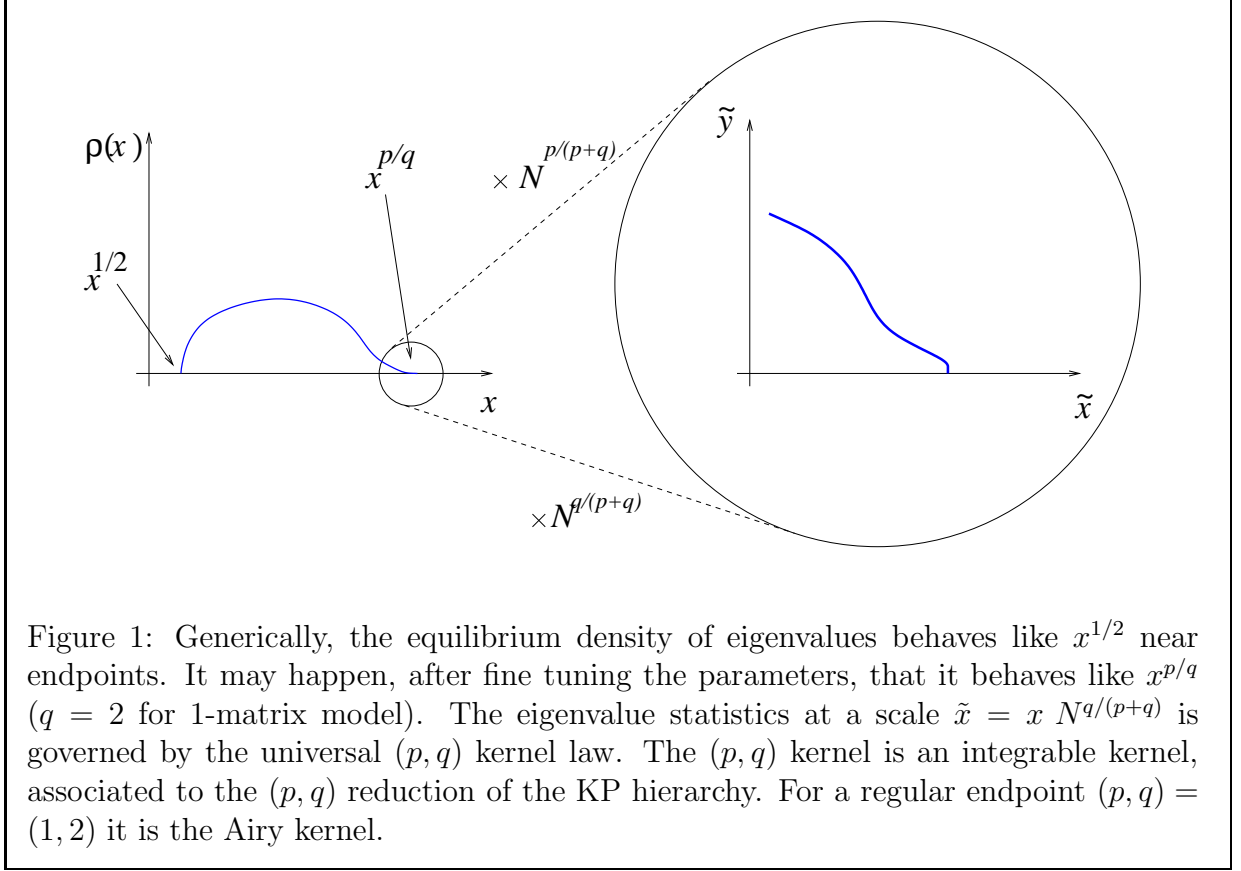 ρ(x)
x^{p/q}
× N^{p/(p+q)}
ỹ
x^{1/2}
x
x̃
×N^{q/(p+q)}
Figure 1: Generically, the equilibrium density of eigenvalues behaves like x^{1/2} near
endpoints. It may happen, after fine tuning the parameters, that it behaves like x^{p/q}
(q = 2 for 1-matrix model). The eigenvalue statistics at a scale x̃ = x N^{q/(p+q)} is
governed by the universal (p, q) kernel law. The (p, q) kernel is an integrable kernel,
associated to the (p, q) reduction of the KP hierarchy. For a regular endpoint (p, q) =
(1, 2) it is the Airy kernel.